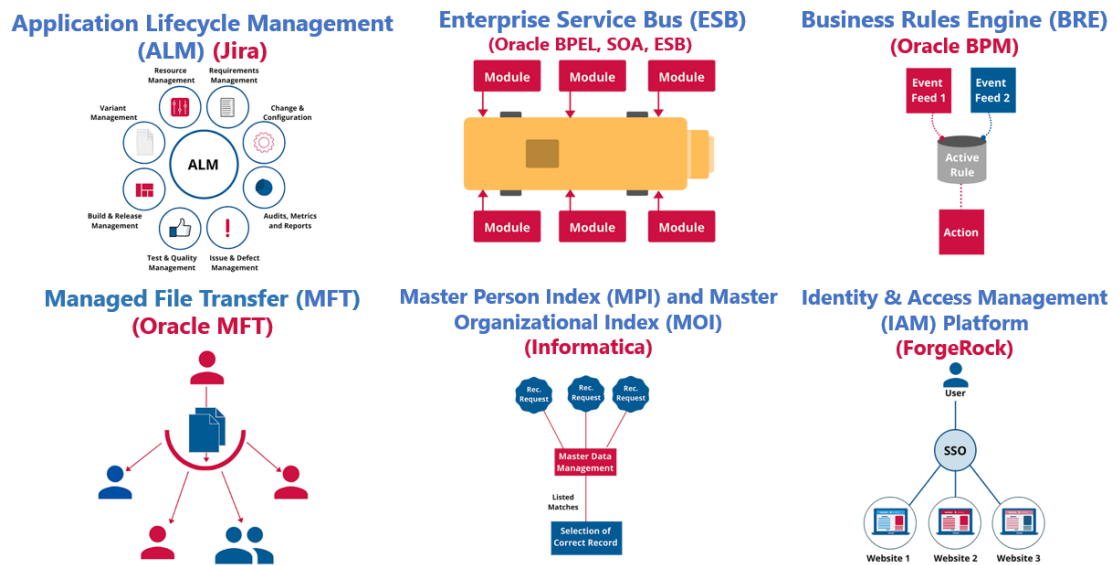 Application Lifecycle Management
(ALM) (Jira)
Resource
Management
Requirements
Management
Variant
Management
Change &
Configuration
ALM
Build & Release
Management
Audits, Metrics
and Reports
Test & Quality
Management
Issue & Defect
Management
Enterprise Service Bus (ESB)
(Oracle BPEL, SOA, ESB)
Module
Module
Module
Module
Module
Module
Business Rules Engine (BRE)
(Oracle BPM)
Event
Feed 1
Event
Feed 2
Active
Rule
Action
Managed File Transfer (MFT)
(Oracle MFT)
Master Person Index (MPI) and Master
Organizational Index (MOI)
(Informatica)
Rec.
Request
Rec.
Request
Rec.
Request
Master Data
Management
Listed
Matches
Selection of
Correct Record
Identity & Access Management
(IAM) Platform
(ForgeRock)
User
SSO
Website 1
Website 2
Website 3